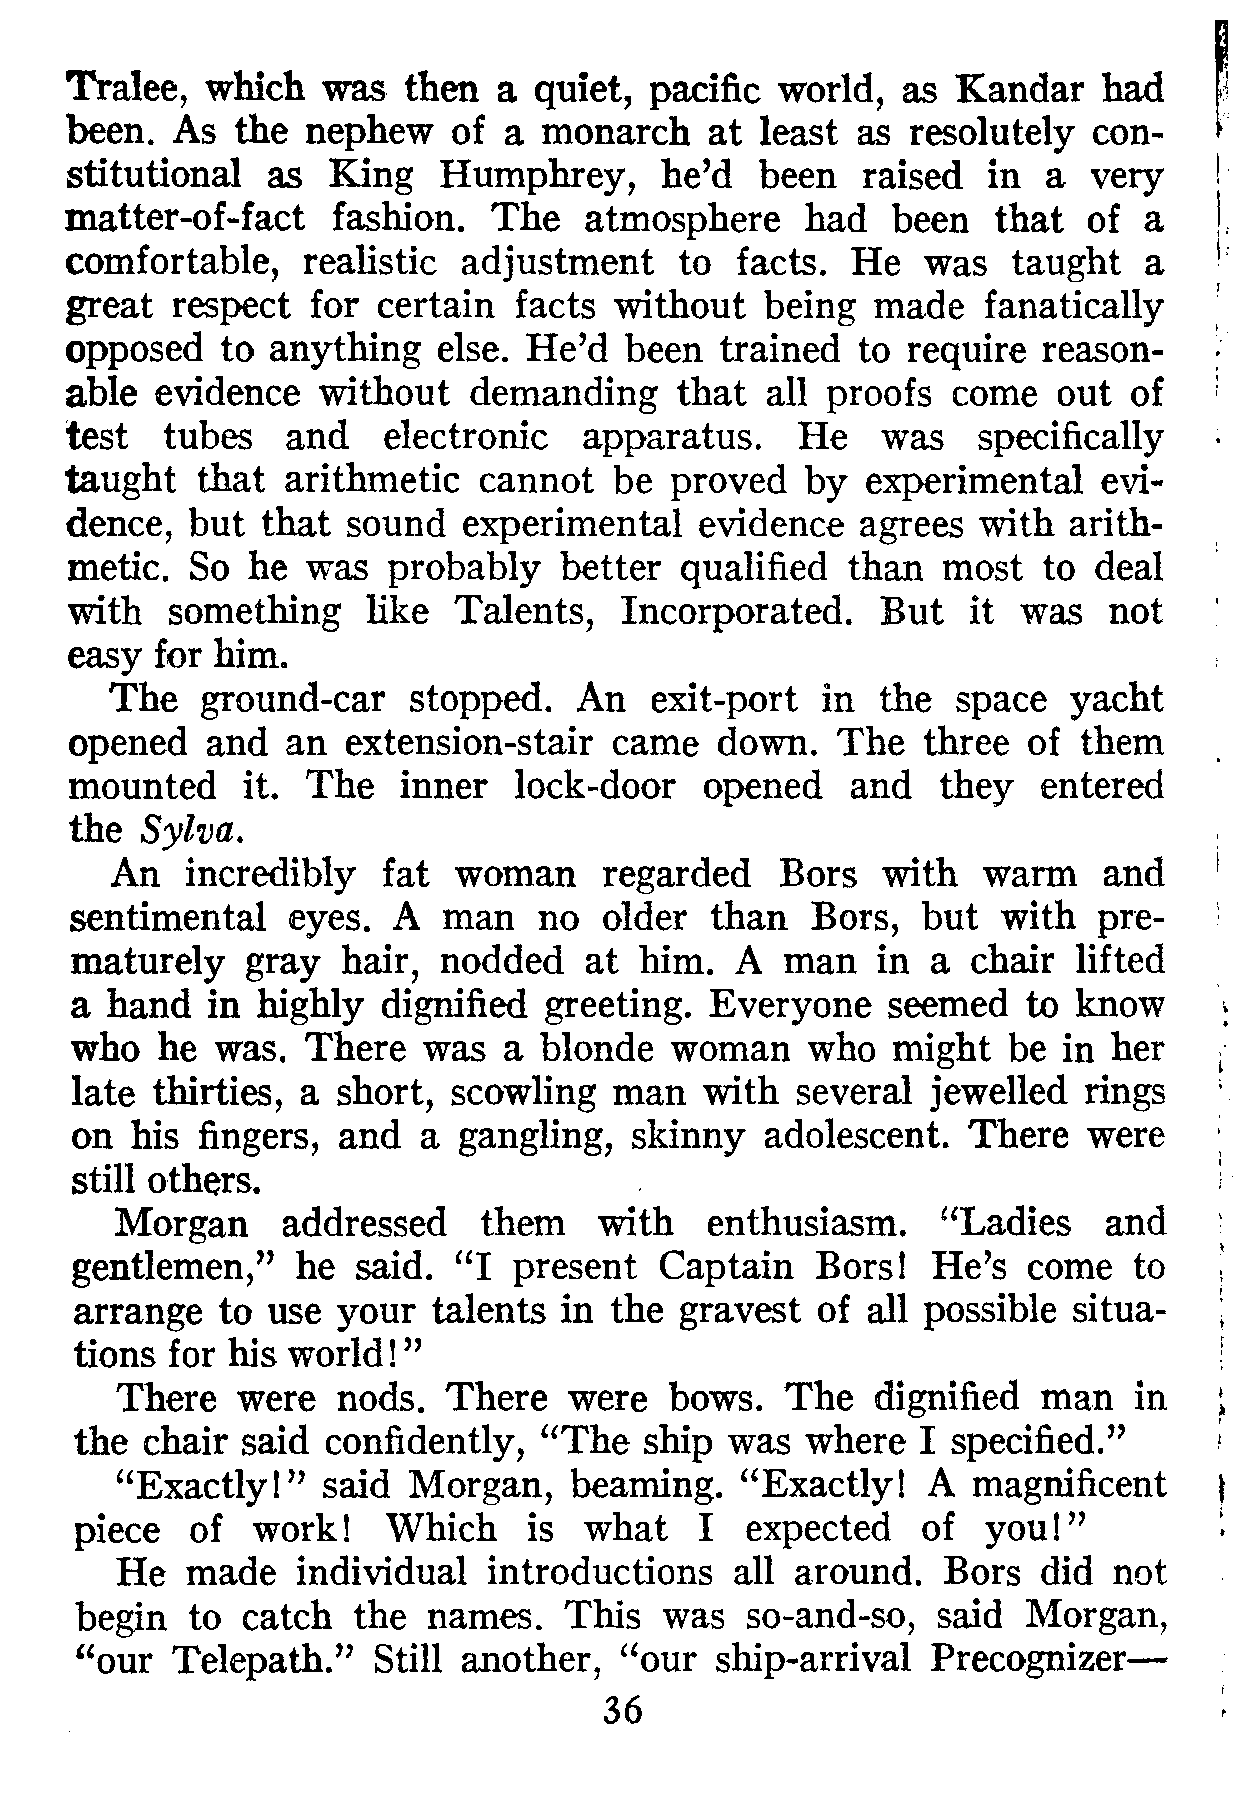 Tralee, which was then a quiet, pacific world, as Kandar had
been. As the nephew of a monarch at least as resolutely con-
stitutional as King Humphrey, he’d been raised in a very
matter-of-fact fashion. The atmosphere had been that of a
comfortable, realistic adjustment to facts. He was taught a
great respect for certain facts without being made fanatically
opposed to anything else. He’d been trained to require reason-
able evidence without demanding that all proofs come out of
test tubes and electronic apparatus. He was specifically
taught that arithmetic cannot be proved by experimental evi-
dence, but that sound experimental evidence agrees with arith-
metic. So he was probably better qualified than most to deal
with something like Talents, Incorporated. But it was not
easy for him.
The ground-car stopped. An exit-port in the space yacht
opened and an extension-stair came down. The three of them
mounted it. The inner lock-door opened and they entered
the Sylva.
An incredibly fat woman regarded Bors with warm and
sentimental eyes. A man no older than Bors, but with pre-
maturely gray hair, nodded at him. A man in a chair lifted
a hand in highly dignified greeting. Everyone seemed to know
who he was. There was a blonde woman who might be in her
late thirties, a short, scowling man with several jewelled rings
on his fingers, and a gangling, skinny adolescent. There were
still others.
Morgan addressed them with enthusiasm. “Ladies and
gentlemen,” he said. “I present Captain Bors! He’s come to
arrange to use your talents in the gravest of all possible situa-
tions for his world!”
There were nods. There were bows. The dignified man in
the chair said confidently, “The ship was where I specified.”
“Exactly!” said Morgan, beaming. “Exactly! A magnificent
piece of work! Which is what I expected of you!”
He made individual introductions all around. Bors did not
begin to catch the names. This was so-and-so, said Morgan,
“our Telepath.” Still another, “our ship-arrival Precognizer—
36